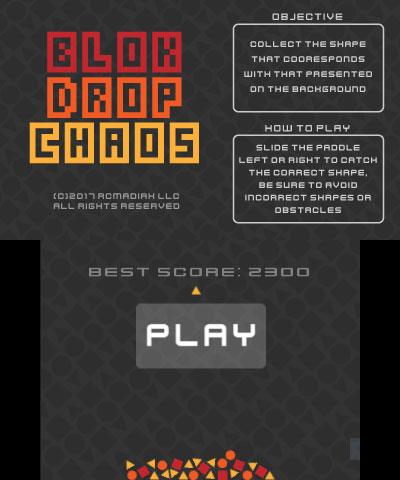 BLOK
DROP
CHAOS
(C)2017 RCMADIAX LLC
ALL RIGHTS RESERVED
OBJECTIVE
COLLECT THE SHAPE
THAT COORESPONDS
WITH THAT PRESENTED
ON THE BACKGROUND
HOW TO PLAY
SLIDE THE PADDLE
LEFT OR RIGHT TO CATCH
THE CORRECT SHAPE,
BE SURE TO AVOID
INCORRECT SHAPES OR
OBSTACLES
BEST SCORE: 2300
PLAY